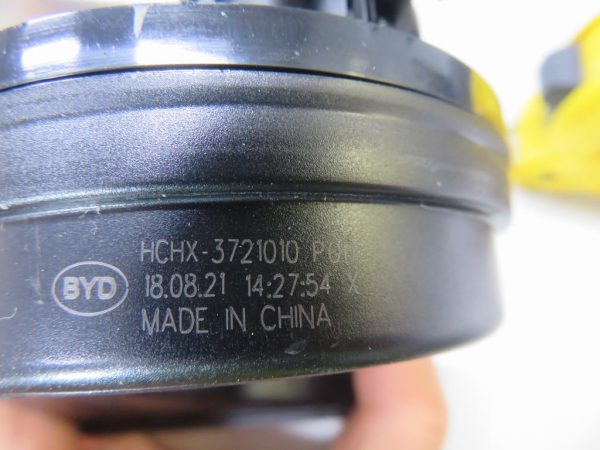 HCHX-3721010
BYD
18.08.21 14:27:54 X
MADE IN CHINA